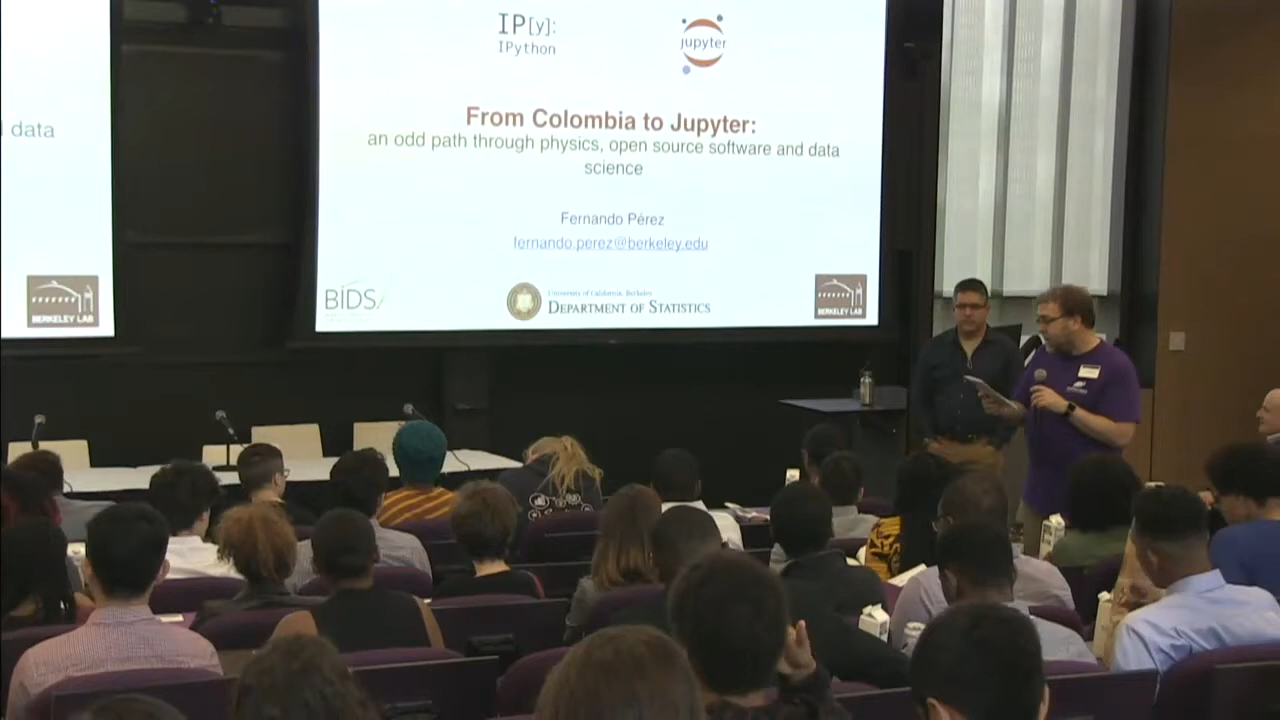 data
BERKELEY LAB
IP[y]:
IPython
jupyter
From Colombia to Jupyter:
an odd path through physics, open source software and data
science
Fernando Pérez
fernando.perez@berkeley.edu
BIDS
University of California, Berkeley
DEPARTMENT OF STATISTICS
BERKELEY LAB